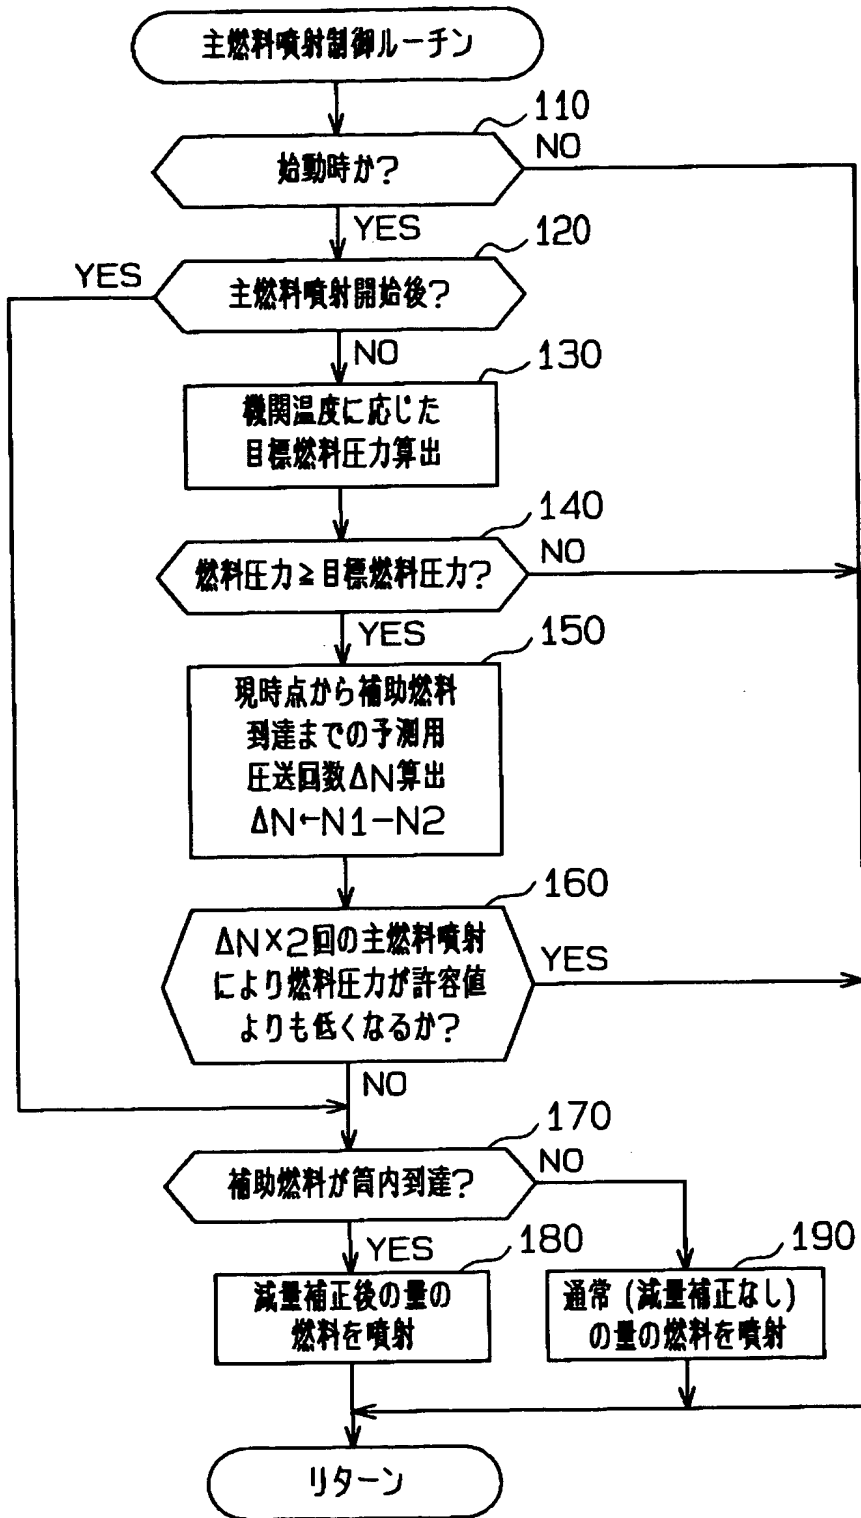 主燃料噴射制御ルーチン
110
始動時か?
NO
YES
120
YES
主燃料噴射開始後?
NO
130
機関温度に応じた
目標燃料圧力算出
140
燃料圧力≧目標燃料圧力?
NO
YES
150
現時点から補助燃料
到達までの予測用
圧送回数ΔN算出
ΔN←N1-N2
160
ΔN×2回の主燃料噴射
により燃料圧力が許容値
よりも低くなるか?
YES
NO
170
補助燃料が筒内到達?
NO
YES
180
減量補正後の量の
燃料を噴射
190
通常(減量補正なし)
の量の燃料を噴射
リターン